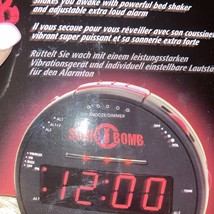 Shakes you awake with powerful bed shaker
and adjustable extra loud alarm
Il vous secoue pour vous réveiller avec son coussinet
vibrant super puissant et sa sonnerie extra forte
Rüttelt Sie wach mit einem leistungsstarken
Vibrationsgerät und individuell einstellbare Lautstä
für den Alarmton
SNOOZE/DIMMER
SONIC BOMB
12:00